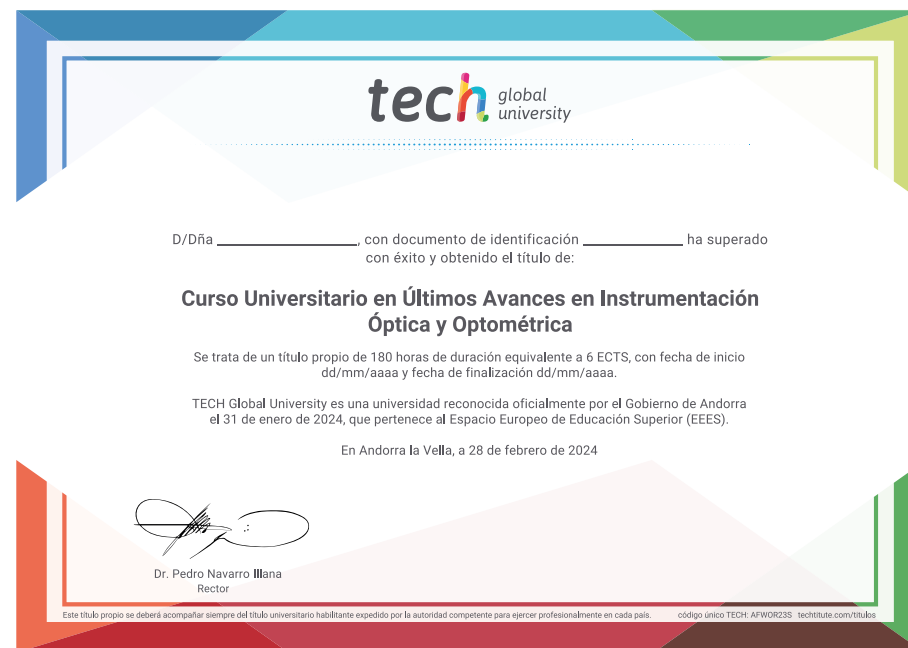 tech global university
D/Dña ____________________, con documento de identificación ______________ ha superado
con éxito y obtenido el título de:
Curso Universitario en Últimos Avances en Instrumentación
Óptica y Optométrica
Se trata de un título propio de 180 horas de duración equivalente a 6 ECTS, con fecha de inicio
dd/mm/aaaa y fecha de finalización dd/mm/aaaa.
TECH Global University es una universidad reconocida oficialmente por el Gobierno de Andorra
el 31 de enero de 2024, que pertenece al Espacio Europeo de Educación Superior (EEES).
En Andorra la Vella, a 28 de febrero de 2024
Dr. Pedro Navarro Illana
Rector
Este título propio se deberá acompañar siempre del título universitario habilitante expedido por la autoridad competente para ejercer profesionalmente en cada país. código único TECH: AFWOR23S techtitute.com/titulos